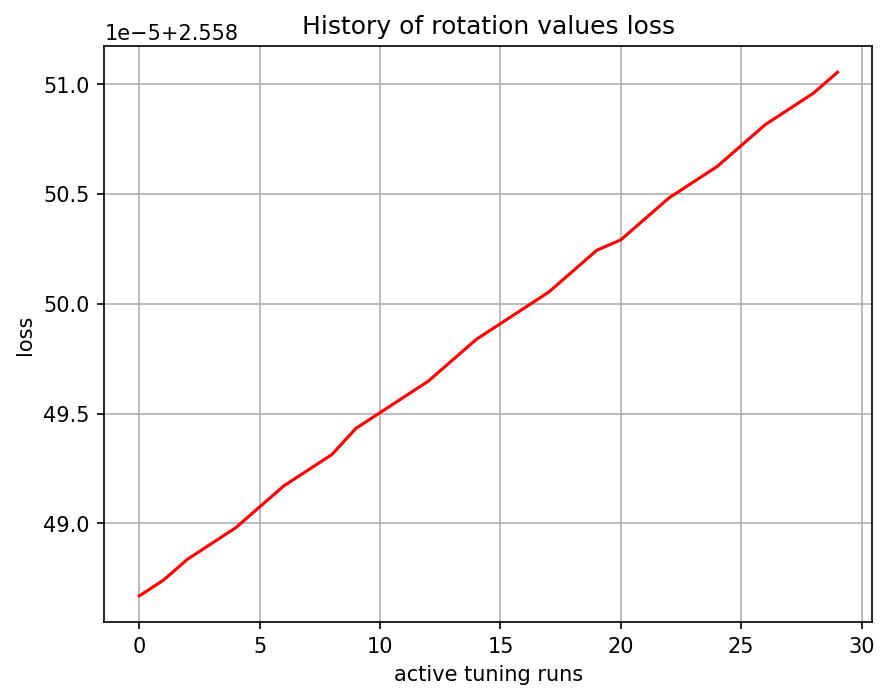 History of rotation values loss
1e−5+2.558
51.0
50.5
50.0
49.5
49.0
loss
0 5 10 15 20 25 30
active tuning runs